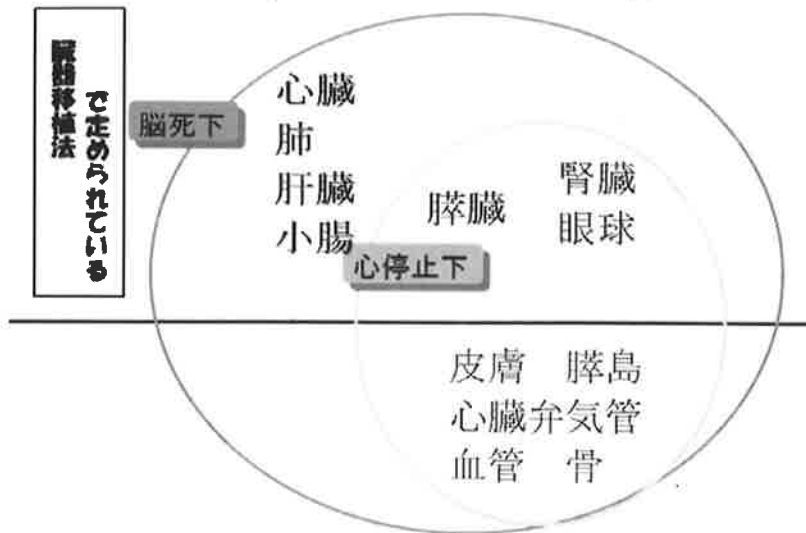 臓器移植法
で定められている
脳死下
心臓
肺
肝臓
小腸
心停止下
膵臓
腎臓
眼球
皮膚 膵島
心臓弁気管
血管 骨